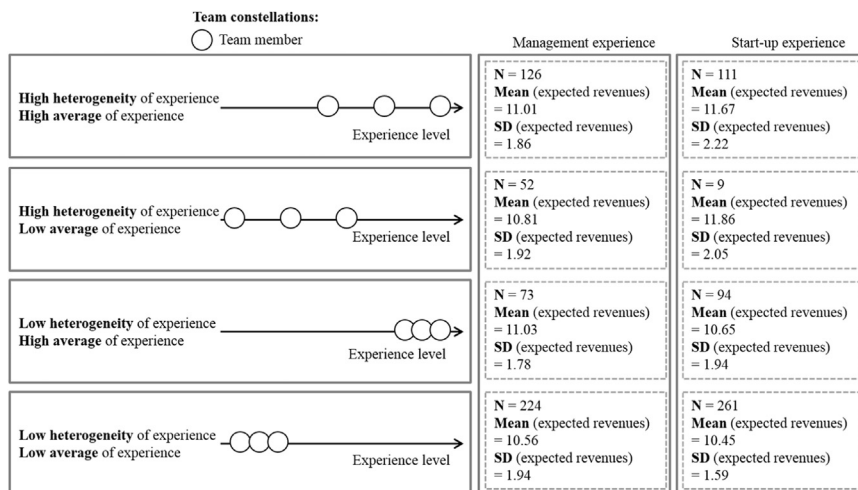 Team constellations:
Team member
Management experience
Start-up experience
High heterogeneity of experience
High average of experience
Experience level
N = 126
Mean (expected revenues)
= 11.01
SD (expected revenues)
= 1.86
N = 111
Mean (expected revenues)
= 11.67
SD (expected revenues)
= 2.22
High heterogeneity of experience
Low average of experience
Experience level
N = 52
Mean (expected revenues)
= 10.81
SD (expected revenues)
= 1.92
N = 9
Mean (expected revenues)
= 11.86
SD (expected revenues)
= 2.05
Low heterogeneity of experience
High average of experience
Experience level
N = 73
Mean (expected revenues)
= 11.03
SD (expected revenues)
= 1.78
N = 94
Mean (expected revenues)
= 10.65
SD (expected revenues)
= 1.94
Low heterogeneity of experience
Low average of experience
Experience level
N = 224
Mean (expected revenues)
= 10.56
SD (expected revenues)
= 1.94
N = 261
Mean (expected revenues)
= 10.45
SD (expected revenues)
= 1.59